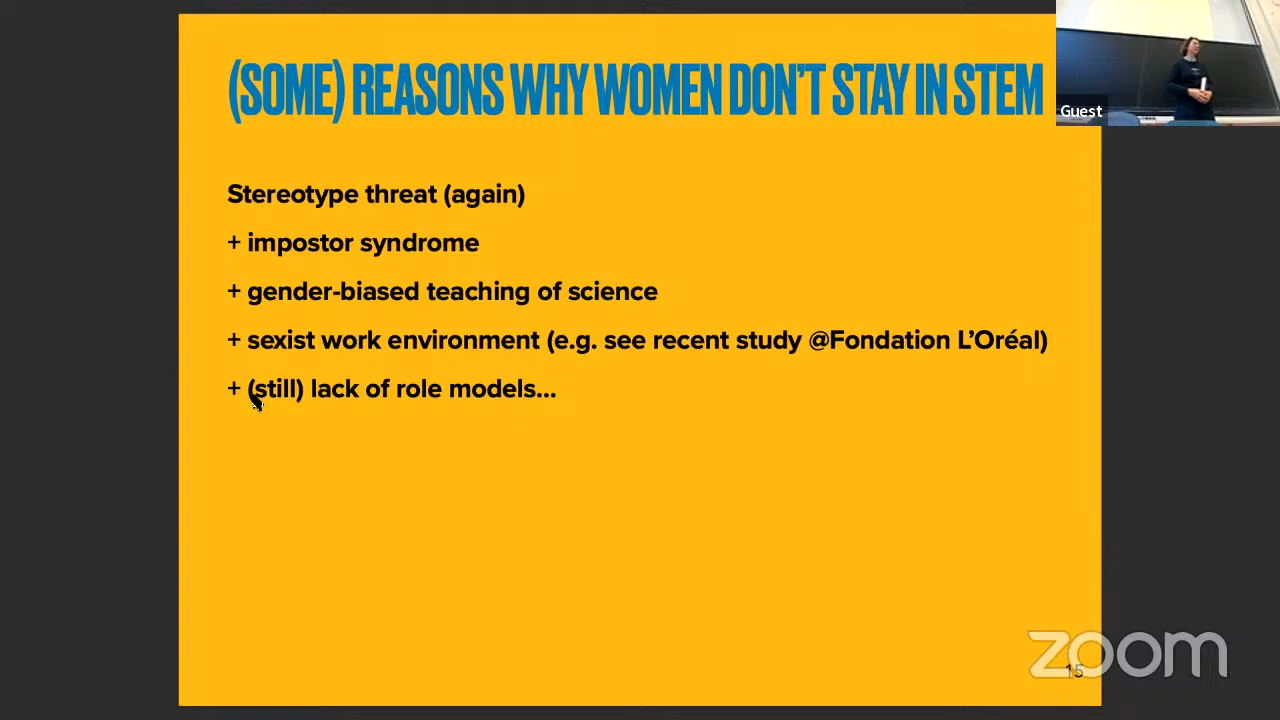 (SOME) REASONS WHY WOMEN DON'T STAY IN STEM
Guest
Stereotype threat (again)
+ impostor syndrome
+ gender-biased teaching of science
+ sexist work environment (e.g. see recent study @Fondation L'Oréal)
+ (still) lack of role models...
zoom
15